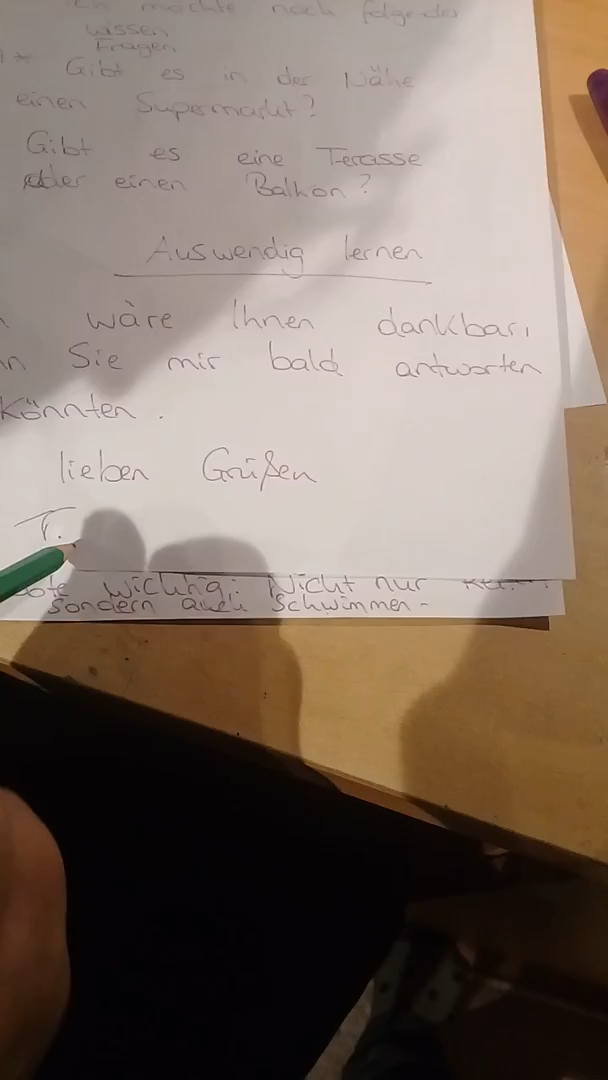 Ich möchte noch folgendes
wissen
Fragen
* Gibt es in der Nähe
einen Supermarkt?
Gibt es eine Terasse
oder einen Balkon?
Auswendig lernen
wäre Ihnen dankbar,
Sie mir bald antworten
könnten.
lieben Grüßen
T.
wichtig: Nicht nur
sondern auch Schwimmen-